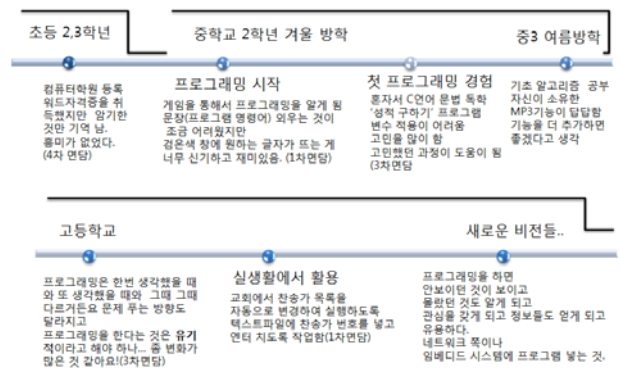 초등 2,3학년
중학교 2학년 겨울 방학
중3 여름방학
컴퓨터학원 등록
워드자격증을 취
득했지만 암기한
것만 기억 남.
흥미가 없었다.
(4차 면담)
프로그래밍 시작
게임을 통해서 프로그래밍을 알게 됨
문장(프로그램 명령어) 외우는 것이
조금 어려웠지만
검은색 창에 원하는 글자가 뜨는 게
너무 신기하고 재미있음. (1차면담)
첫 프로그래밍 경험
혼자서 C언어 문법 독학
'성적 구하기' 프로그램
변수 적용이 어려움
고민을 많이 함
고민했던 과정이 도움이 됨
(3차면담
기초 알고리즘 공부
자신이 소유한
MP3기능이 답답함
기능을 더 추가하면
좋겠다고 생각
고등학교
프로그래밍은 한번 생각했을 때
와 또 생각했을 때와 그때 그때
다르거든요 문제 푸는 방향도
달라지고
프로그래밍을 한다는 것은 유기
적이라고 해야 하나... 좀 변화가
많은 것 같아요!(3차면담)
실생활에서 활용
교회에서 찬송가 목록을
자동으로 변경하여 실행하도록
텍스트파일에 찬송가 번호를 넣고
엔터 치도록 작업함(1차면담)
새로운 비전들..
프로그래밍을 하면
안보이던 것이 보이고
몰랐던 것도 알게 되고
관심을 갖게 되고 정보들도 얻게 되고
유용하다.
네트워크 쪽이나
임베디드 시스템에 프로그램 넣는 것.